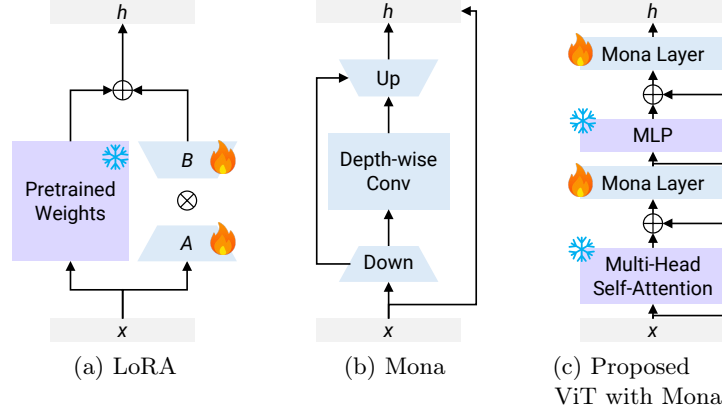 h
B
Pretrained
Weights
A
x
(a) LoRA
h
Up
Depth-wise
Conv
Down
x
(b) Mona
h
Mona Layer
MLP
Mona Layer
Multi-Head
Self-Attention
x
(c) Proposed
ViT with Mona